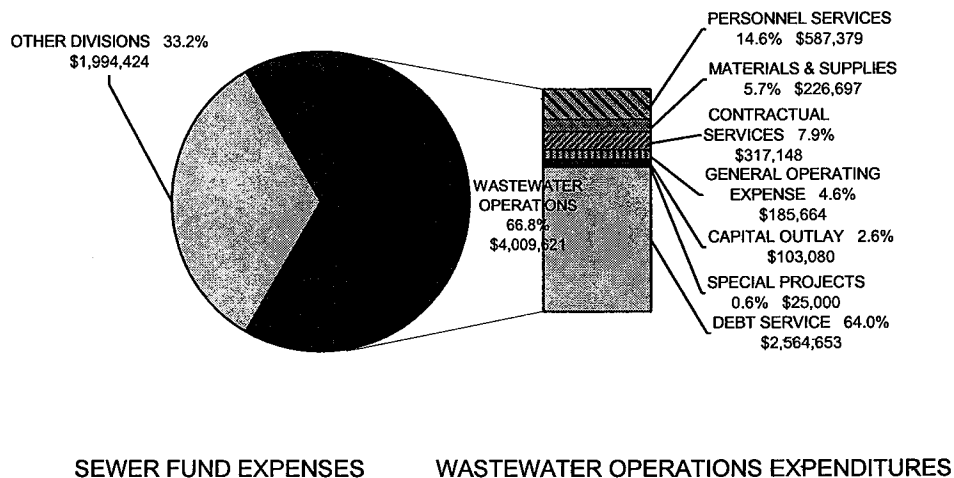 OTHER DIVISIONS 33.2%
$1,994,424
WASTEWATER
OPERATIONS
66.8%
$4,009,621
PERSONNEL SERVICES
14.6% $587,379
MATERIALS & SUPPLIES
5.7% $226,697
CONTRACTUAL
SERVICES 7.9%
$317,148
GENERAL OPERATING
EXPENSE 4.6%
$185,664
CAPITAL OUTLAY 2.6%
$103,080
SPECIAL PROJECTS
0.6% $25,000
DEBT SERVICE 64.0%
$2,564,653
SEWER FUND EXPENSES
WASTEWATER OPERATIONS EXPENDITURES